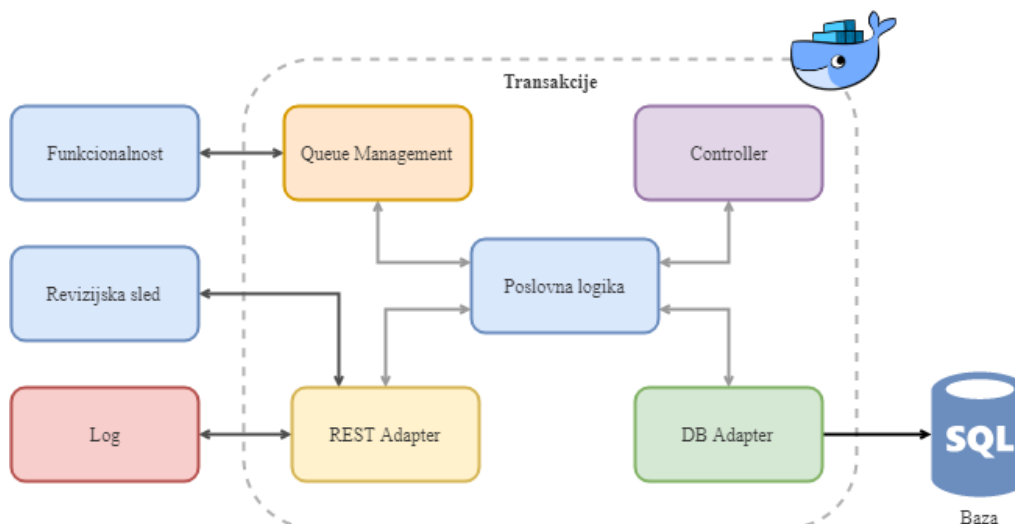 Transakcije
Funkcionalnost
Queue Management
Controller
Revizijska sled
Poslovna logika
Log
REST Adapter
DB Adapter
SQL
Baza